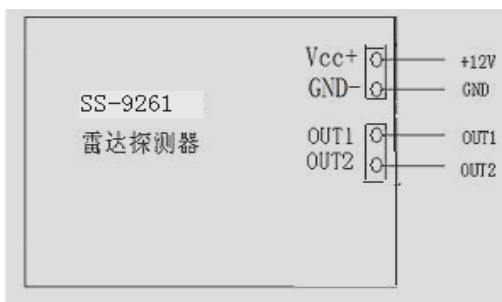 Vcc+ +12V
GND- GND
SS-9261
雷达探测器
OUT1 OUT1
OUT2 OUT2